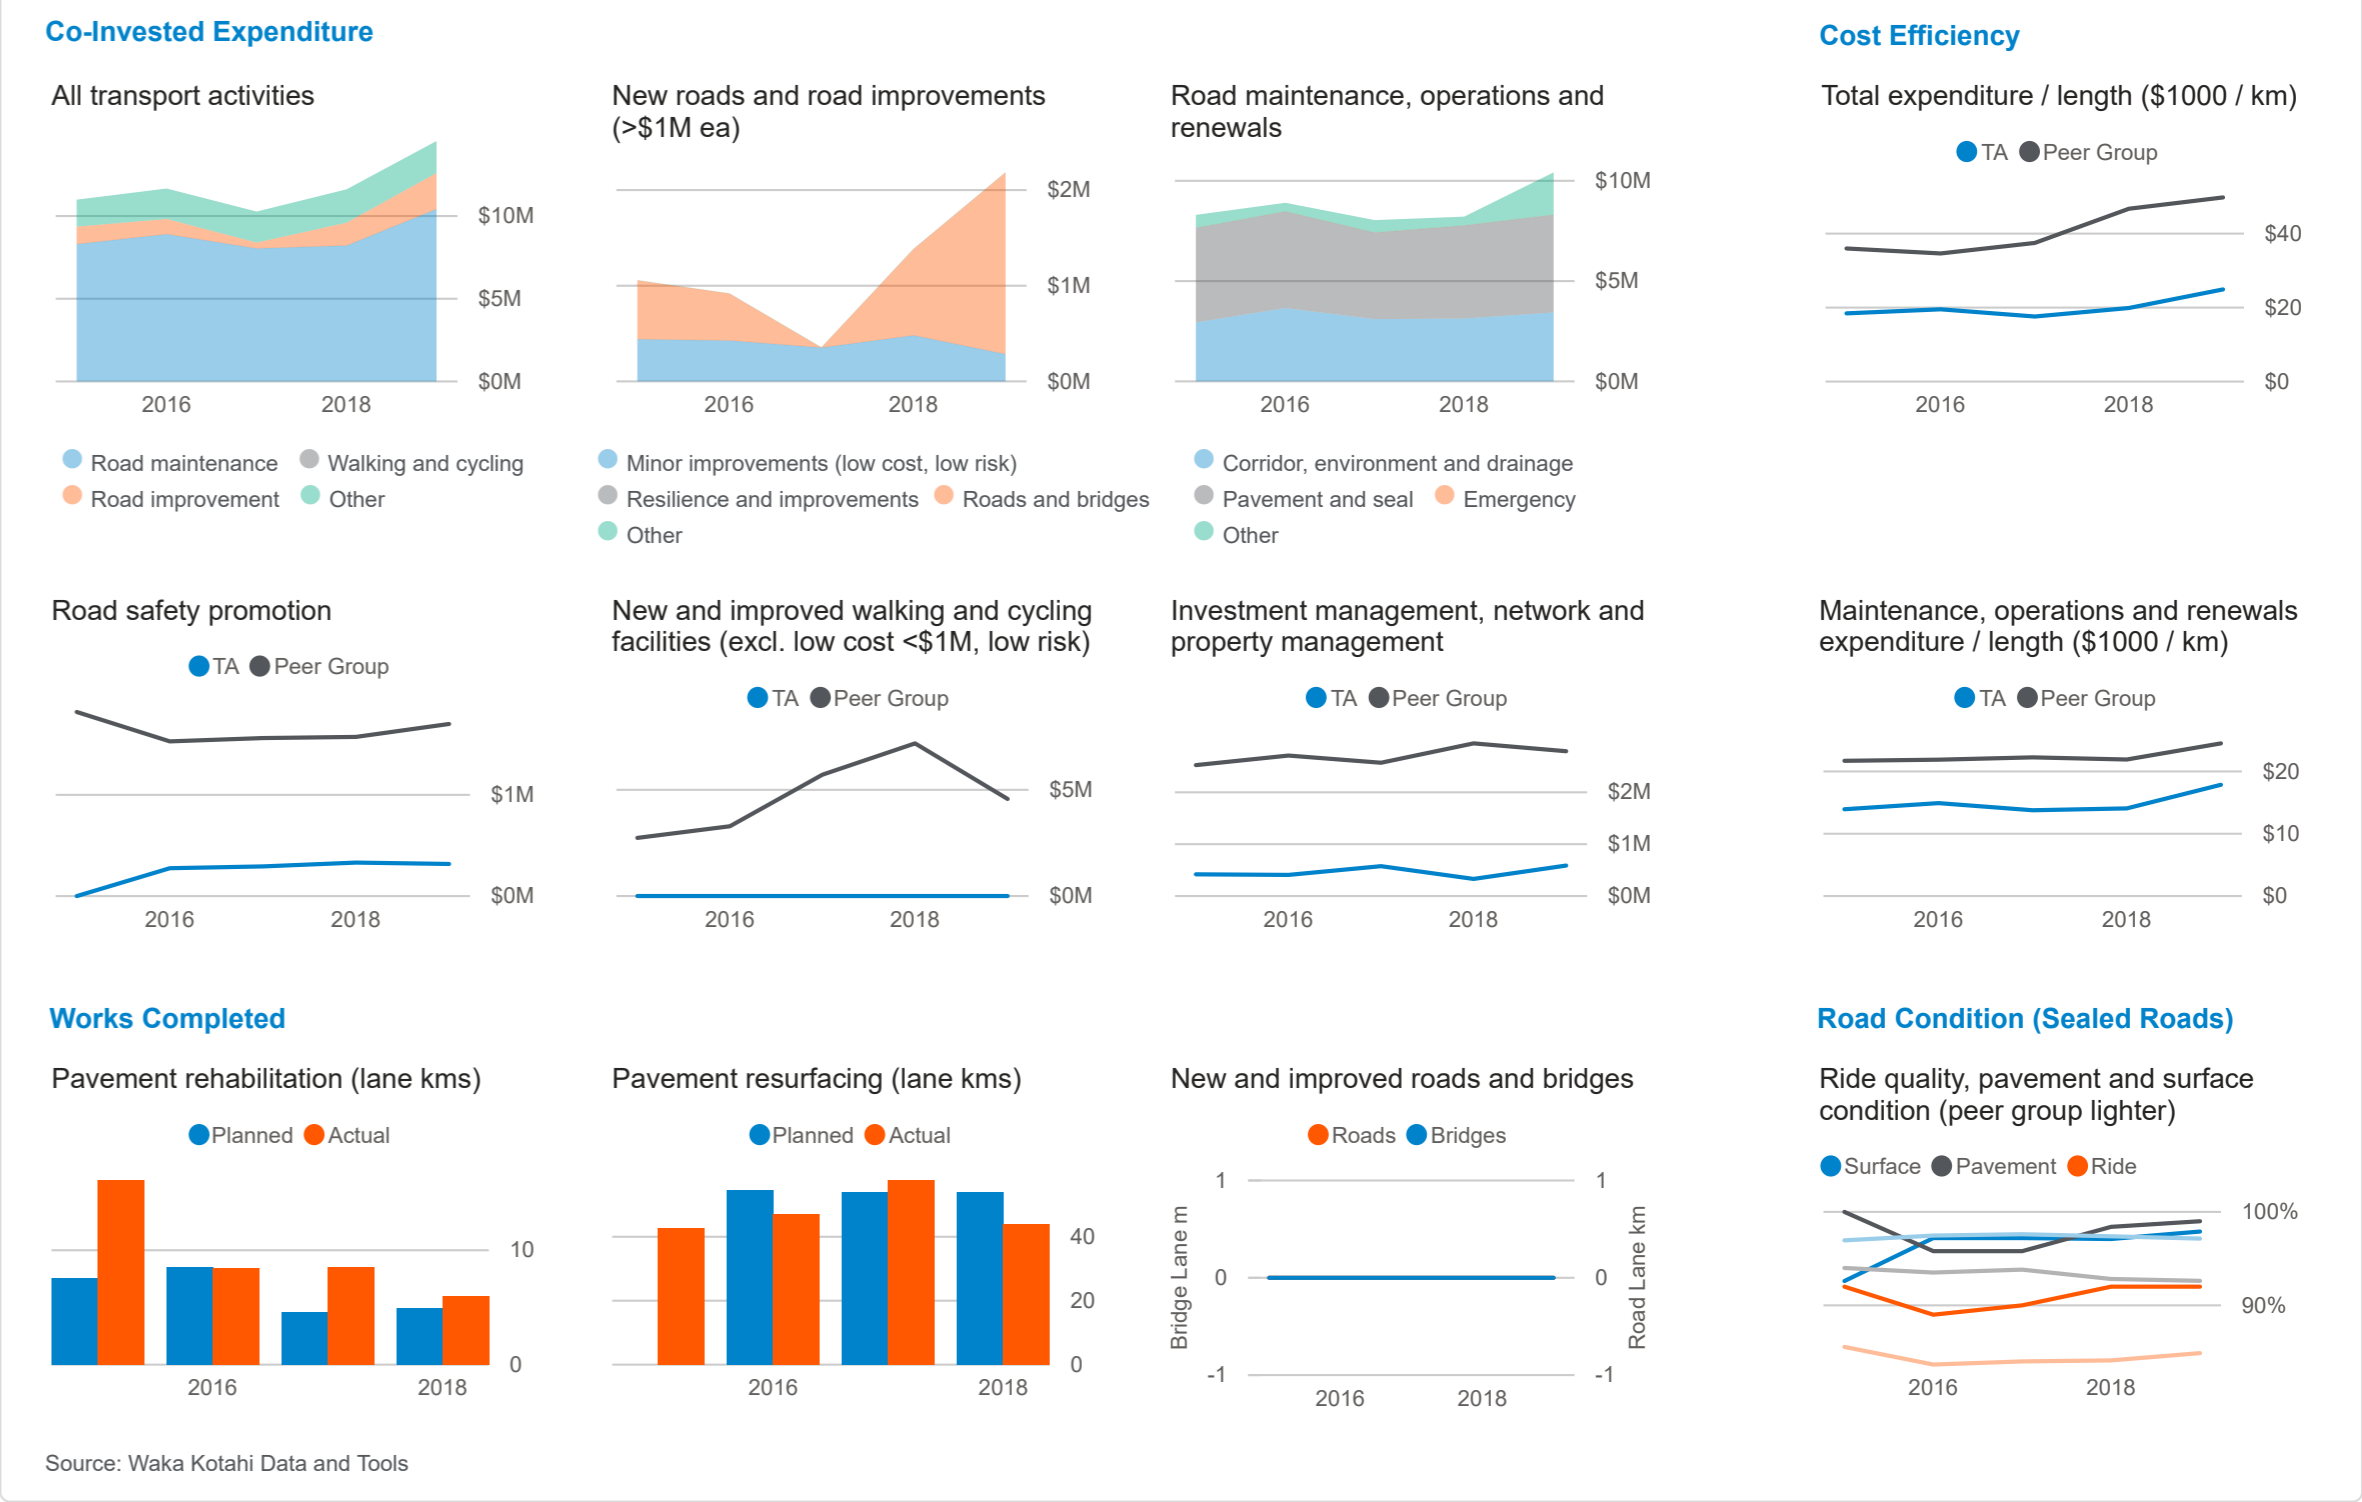 Co-Invested Expenditure
Cost Efficiency
All transport activities
$10M
$5M
$0M
2016 2018
Road maintenance Walking and cycling
Road improvement Other
New roads and road improvements
(>$1M ea)
$2M
$1M
$0M
2016 2018
Minor improvements (low cost, low risk)
Resilience and improvements Roads and bridges
Other
Road maintenance, operations and
renewals
$10M
$5M
$0M
2016 2018
Corridor, environment and drainage
Pavement and seal Emergency
Other
Total expenditure / length ($1000 / km)
TA Peer Group
$40
$20
$0
2016 2018
Road safety promotion
TA Peer Group
$1M
$0M
2016 2018
New and improved walking and cycling
facilities (excl. low cost <$1M, low risk)
TA Peer Group
$5M
$0M
2016 2018
Investment management, network and
property management
TA Peer Group
$2M
$1M
$0M
2016 2018
Maintenance, operations and renewals
expenditure / length ($1000 / km)
TA Peer Group
$20
$10
$0
2016 2018
Works Completed
Road Condition (Sealed Roads)
Pavement rehabilitation (lane kms)
Planned Actual
10
0
2016 2018
Pavement resurfacing (lane kms)
Planned Actual
40
20
0
2016 2018
New and improved roads and bridges
Roads Bridges
Bridge Lane m
1 1
0 0
-1 -1
Road Lane km
2016 2018
Ride quality, pavement and surface
condition (peer group lighter)
Surface Pavement Ride
100%
90%
2016 2018
Source: Waka Kotahi Data and Tools